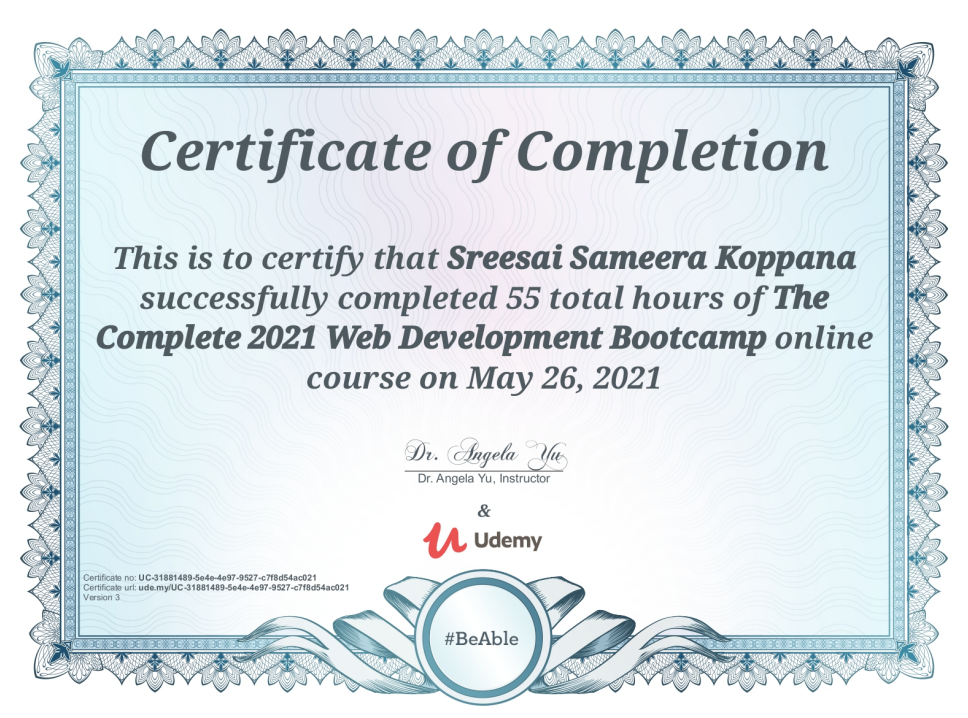 Certificate of Completion
This is to certify that Sreesai Sameera Koppana
successfully completed 55 total hours of The
Complete 2021 Web Development Bootcamp online
course on May 26, 2021
Dr. Angela Yu
Dr. Angela Yu, Instructor
&
Udemy
Certificate no: UC-31881489-5e4e-4e97-9527-c7f8d54ac021
Certificate url: ude.my/UC-31881489-5e4e-4e97-9527-c7f8d54ac021
Version 3
#BeAble